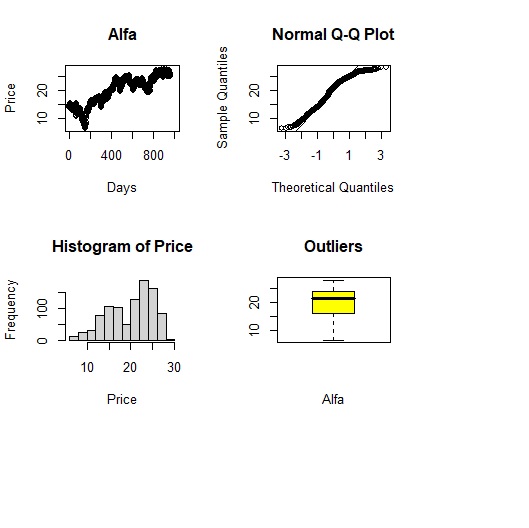 Alfa
Price
10 20
0 400 800
Days
Normal Q-Q Plot
Sample Quantiles
10 20
-3 -1 1 3
Theoretical Quantiles
Histogram of Price
Frequency
0 100
10 20 30
Price
Outliers
10 20
Alfa